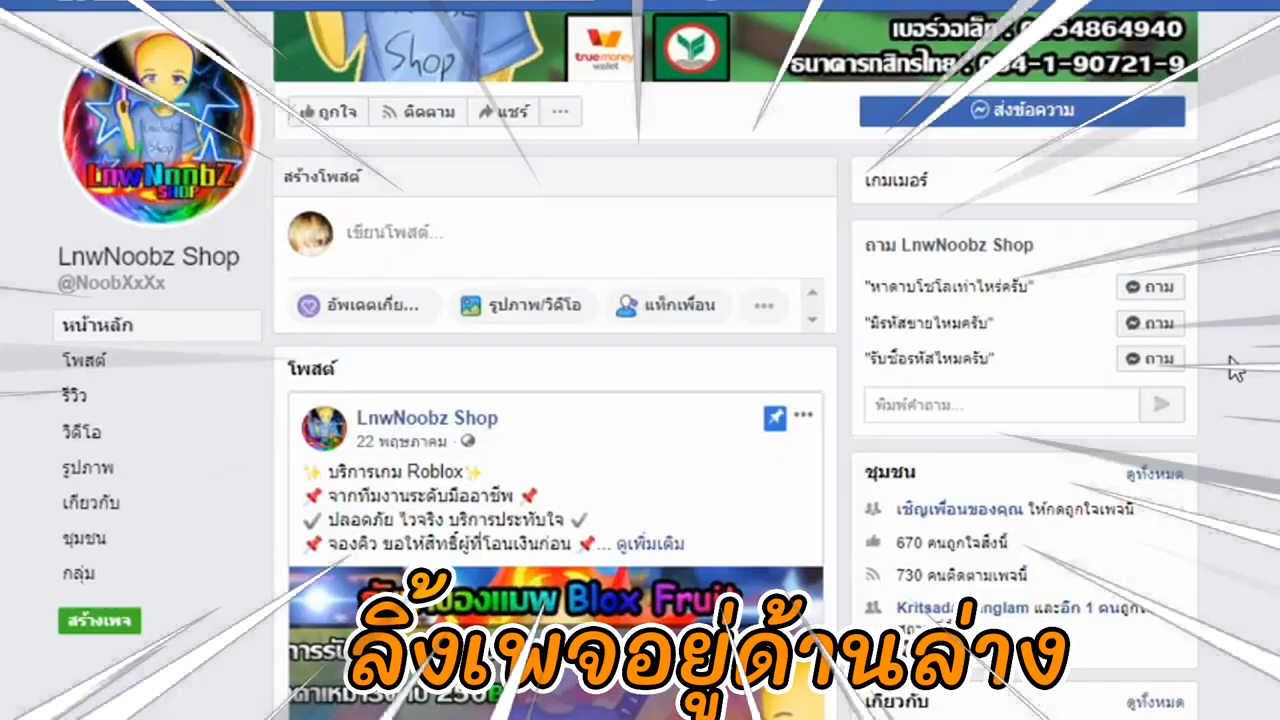 Shop
truemoney
wallet
ธนาคารกสิกรไทย :
ถูกใจ
ติดตาม
แชร์
ส่งข้อความ
LnwNoobZ
SHOP
LnwNoobz Shop
@NoobXxXx
หน้าหลัก
โพสต์
รีวิว
วิดีโอ
รูปภาพ
เกี่ยวกับ
ชุมชน
กลุ่ม
สร้างเพจ
สร้างโพสต์
เขียนโพสต์...
อัพเดตเกี่ย...
รูปภาพ/วิดีโอ
แท็กเพื่อน
โพสต์
LnwNoobz Shop
22 พฤษภาคม ·
✨ บริการเกม Roblox✨
📌 จากทีมงานระดับมืออาชีพ 📌
✔ ปลอดภัย ไวจริง บริการประทับใจ ✔
📌 จองคิว ขอให้สิทธิ์ผู้ที่โอนเงินก่อน 📌... ดูเพิ่มเติม
Blox Fruit
เกมเมอร์
ถาม LnwNoobz Shop
"หาดาบโซโลเท่าไหร่ครับ"
ถาม
"มีรหัสขายไหมครับ"
ถาม
"รับซื้อรหัสไหมครับ"
ถาม
พิมพ์คำถาม...
ชุมชน
ดูทั้งหมด
เชิญเพื่อนของคุณ ให้กดถูกใจเพจนี้
670 คนถูกใจสิ่งนี้
730 คนติดตามเพจนี้
และอีก 1 คน
เกี่ยวกับ
ดูทั้งหมด
ลิ้งเพจอยู่ด้านล่าง